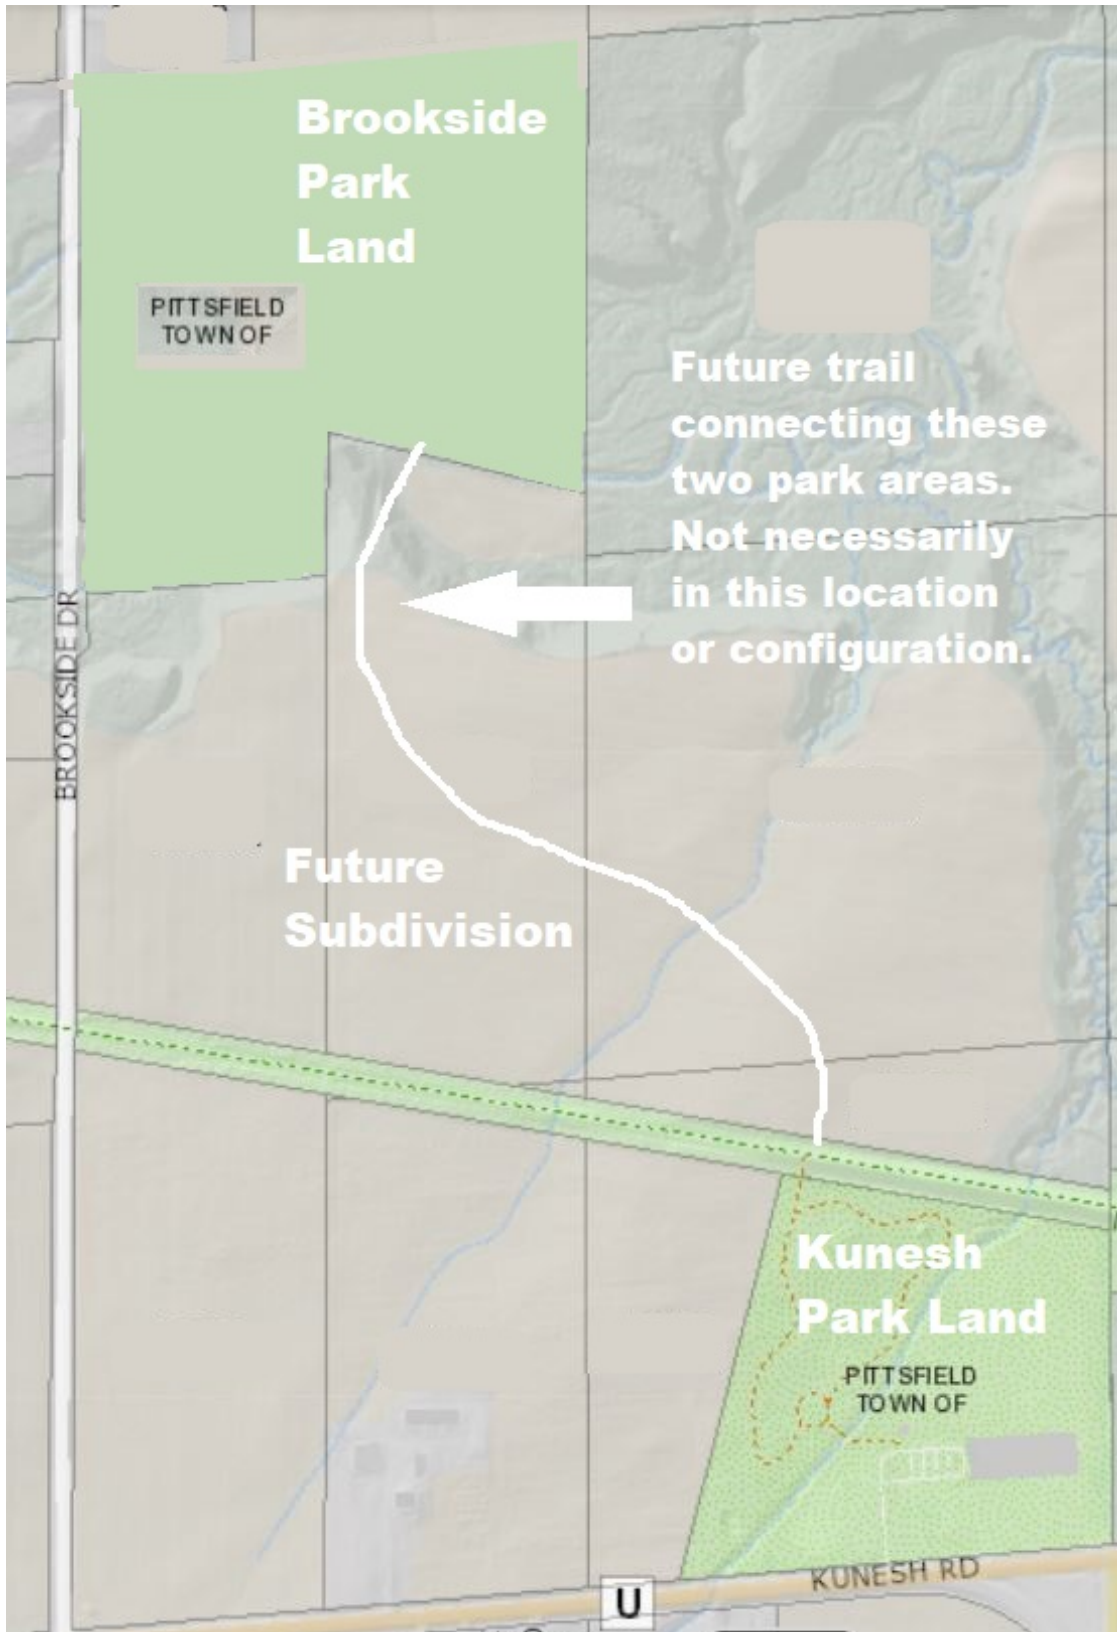 Brookside
Park
Land
PITTSFIELD
TOWN OF
Future trail
connecting these
two park areas.
Not necessarily
in this location
or configuration.
BROOKSIDE DR
Future
Subdivision
Kunesh
Park Land
PITTSFIELD
TOWN OF
KUNESH RD
U